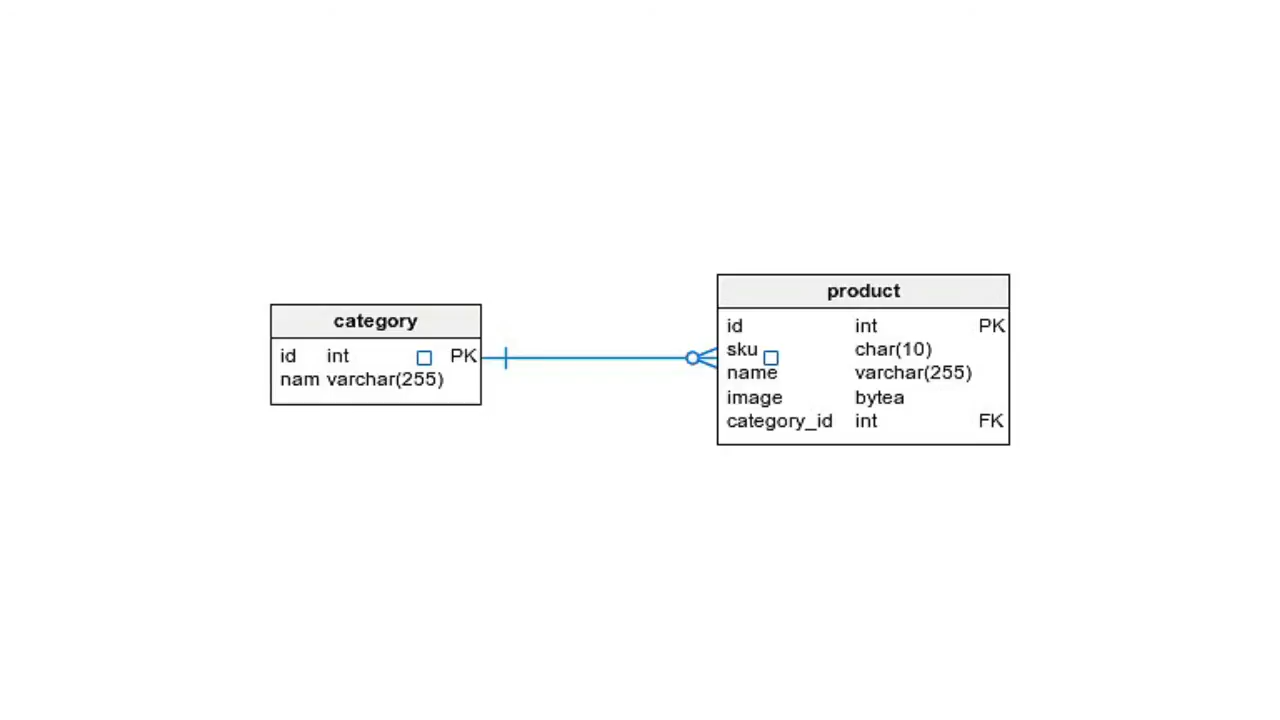 category
id int PK
nam varchar(255)
product
id int PK
sku char(10)
name varchar(255)
image bytea
category_id int FK